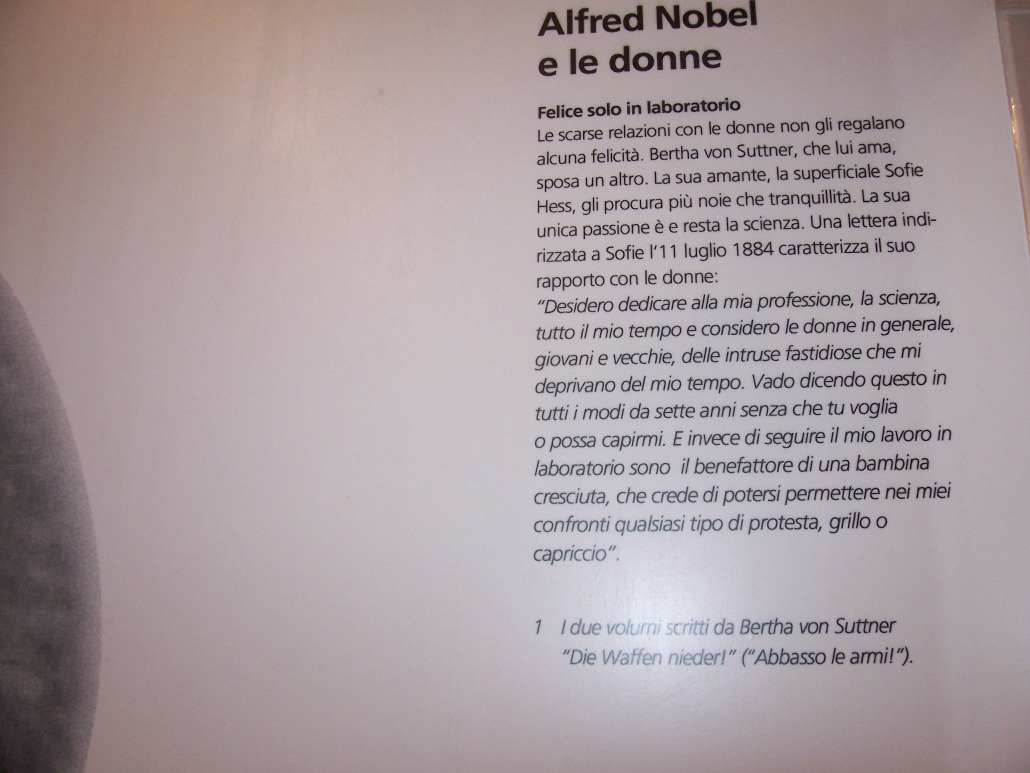 Alfred Nobel
e le donne
Felice solo in laboratorio
Le scarse relazioni con le donne non gli regalano
alcuna felicità. Bertha von Suttner, che lui ama,
sposa un altro. La sua amante, la superficiale Sofie
Hess, gli procura più noie che tranquillità. La sua
unica passione è e resta la scienza. Una lettera indi-
rizzata a Sofie l'11 luglio 1884 caratterizza il suo
rapporto con le donne:
"Desidero dedicare alla mia professione, la scienza,
tutto il mio tempo e considero le donne in generale,
giovani e vecchie, delle intruse fastidiose che mi
deprivano del mio tempo. Vado dicendo questo in
tutti i modi da sette anni senza che tu voglia
o possa capirmi. E invece di seguire il mio lavoro in
laboratorio sono il benefattore di una bambina
cresciuta, che crede di potersi permettere nei miei
confronti qualsiasi tipo di protesta, grillo o
capriccio".
1 I due volumi scritti da Bertha von Suttner
"Die Waffen nieder!" ("Abbasso le armi!").